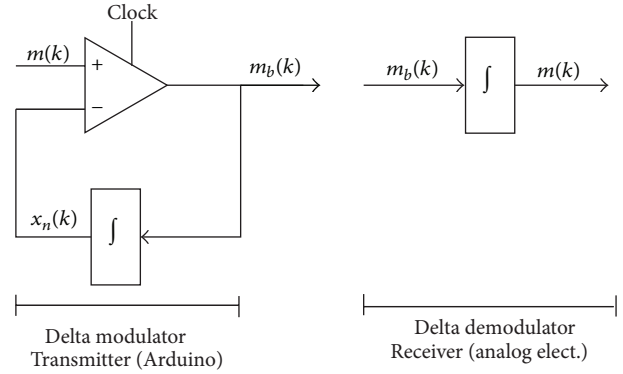 Clock
m(k)
+
−
m_b(k)
∫
x_n(k)
Delta modulator
Transmitter (Arduino)
m_b(k)
∫
m(k)
Delta demodulator
Receiver (analog elect.)